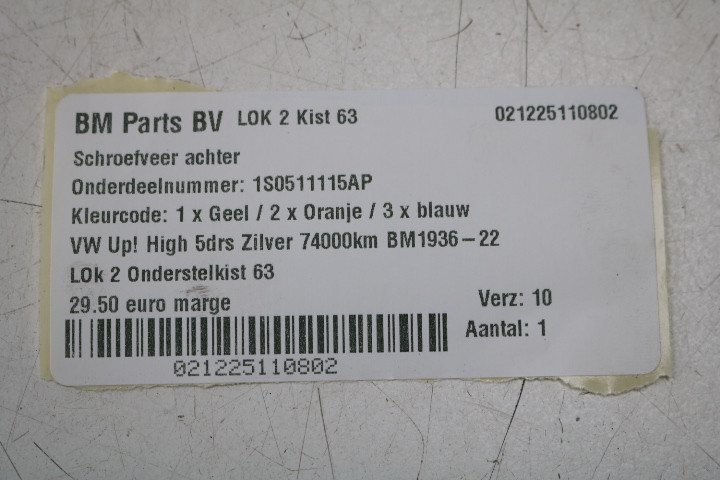 BM Parts BV LOK 2 Kist 63 021225110802
Schroefveer achter
Onderdeelnummer: 1S0511115AP
Kleurcode: 1 x Geel / 2 x Oranje / 3 x blauw
VW Up! High 5drs Zilver 74000km BM1936-22
LOk 2 Onderstelkist 63
29.50 euro marge Verz: 10
Aantal: 1
021225110802